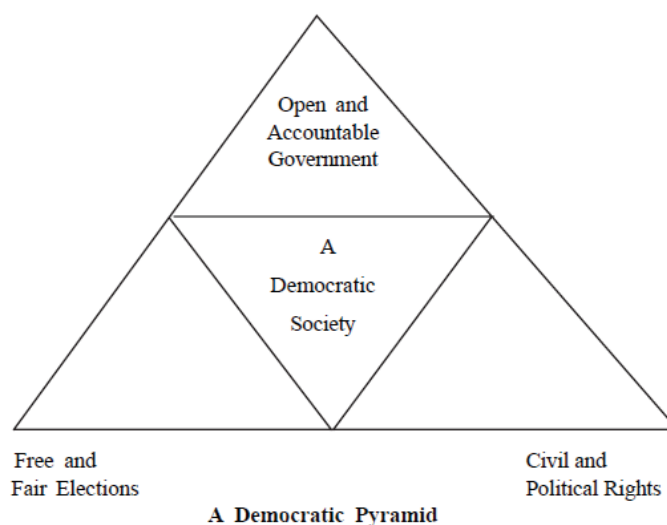 Open and
Accountable
Government
A
Democratic
Society
Free and
Fair Elections
Civil and
Political Rights
A Democratic Pyramid